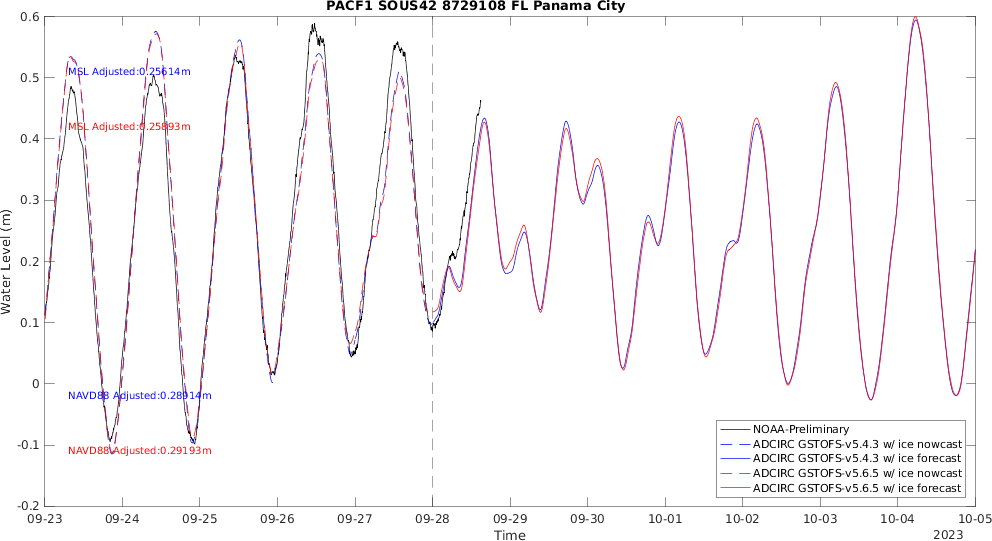 PACF1 SOUS42 8729108 FL Panama City
0.6
0.5
0.4
0.3
0.2
0.1
0
-0.1
-0.2
Water Level (m)
MSL Adjusted:0.25614m
MSL Adjusted:0.25893m
NAVD88 Adjusted:0.28914m
NAVD88 Adjusted:0.29193m
NOAA-Preliminary
ADCIRC GSTOFS-v5.4.3 w/ ice nowcast
ADCIRC GSTOFS-v5.4.3 w/ ice forecast
ADCIRC GSTOFS-v5.6.5 w/ ice nowcast
ADCIRC GSTOFS-v5.6.5 w/ ice forecast
09-23 09-24 09-25 09-26 09-27 09-28 09-29 09-30 10-01 10-02 10-03 10-04 10-05
Time
2023